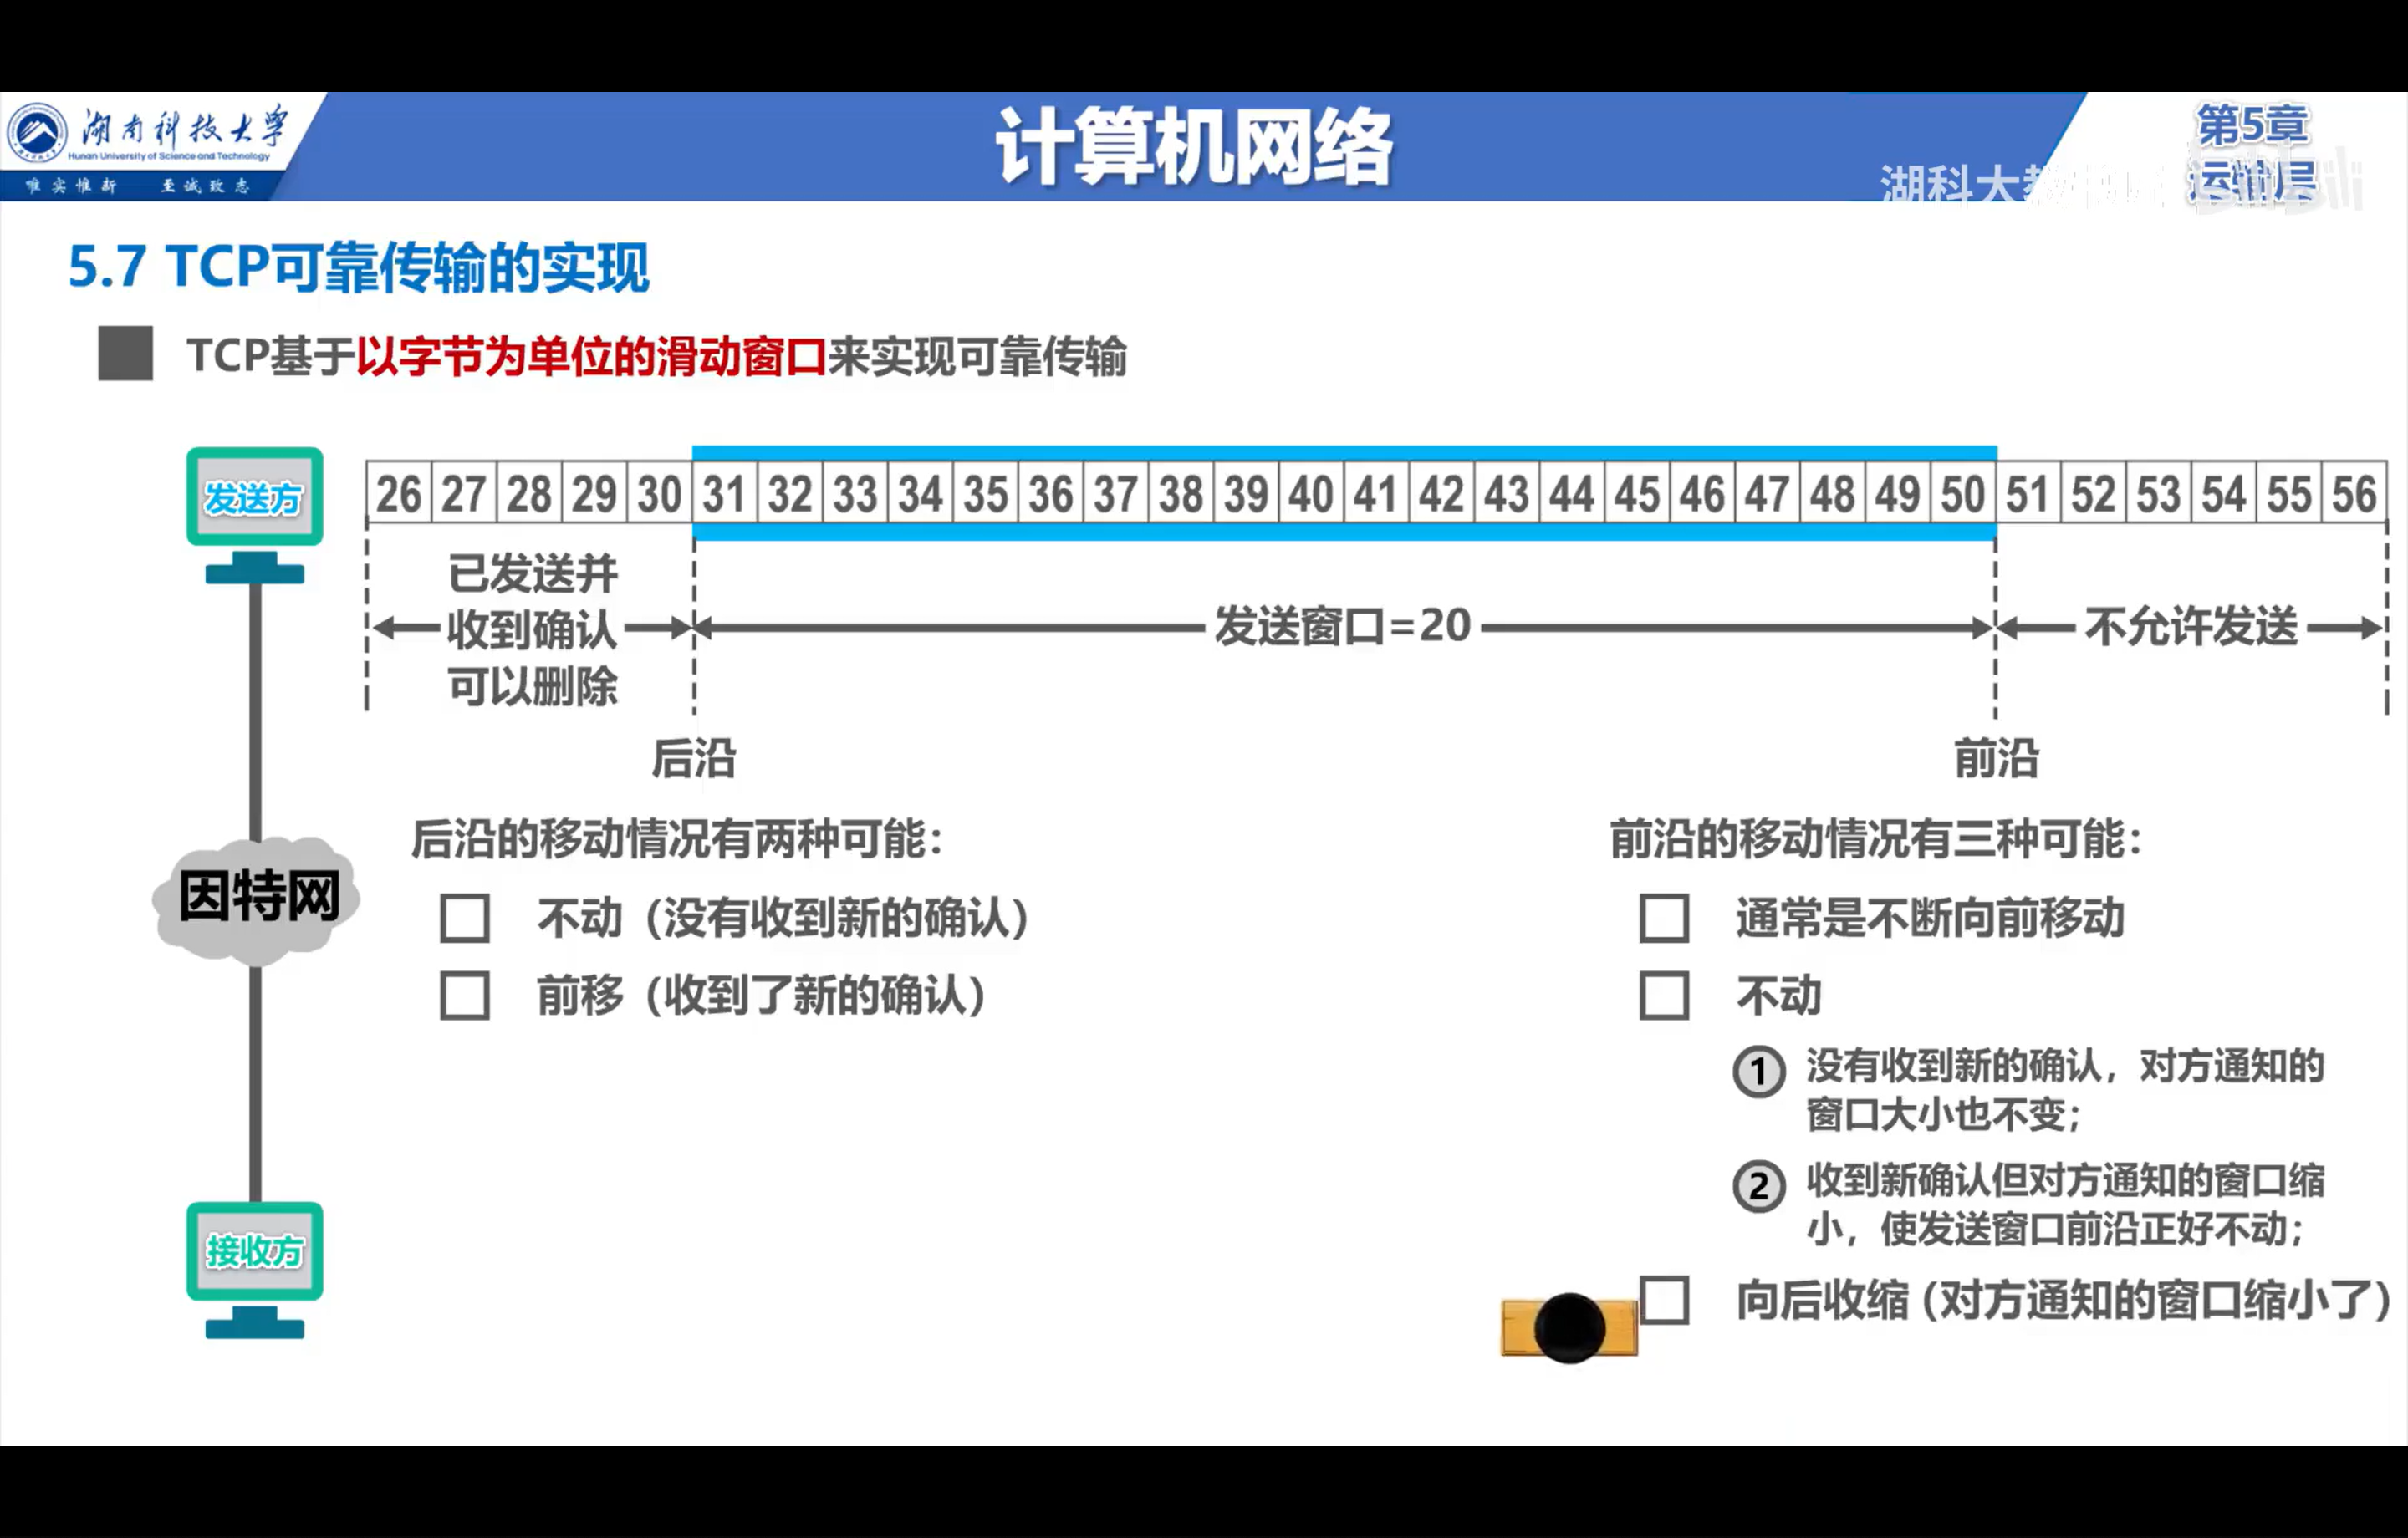 湖南科技大学
Hunan University of Science and Technology
唯实惟新 至诚致志
计算机网络
第5章
运输层
湖科大教
5.7 TCP可靠传输的实现
TCP基于以字节为单位的滑动窗口来实现可靠传输
发送方
26 27 28 29 30 31 32 33 34 35 36 37 38 39 40 41 42 43 44 45 46 47 48 49 50 51 52 53 54 55 56
已发送并
收到确认
可以删除
发送窗口=20
不允许发送
后沿
前沿
后沿的移动情况有两种可能：
不动（没有收到新的确认）
前移（收到了新的确认）
前沿的移动情况有三种可能：
通常是不断向前移动
不动
① 没有收到新的确认，对方通知的
窗口大小也不变；
② 收到新确认但对方通知的窗口缩
小，使发送窗口前沿正好不动；
向后收缩（对方通知的窗口缩小了）
因特网
接收方